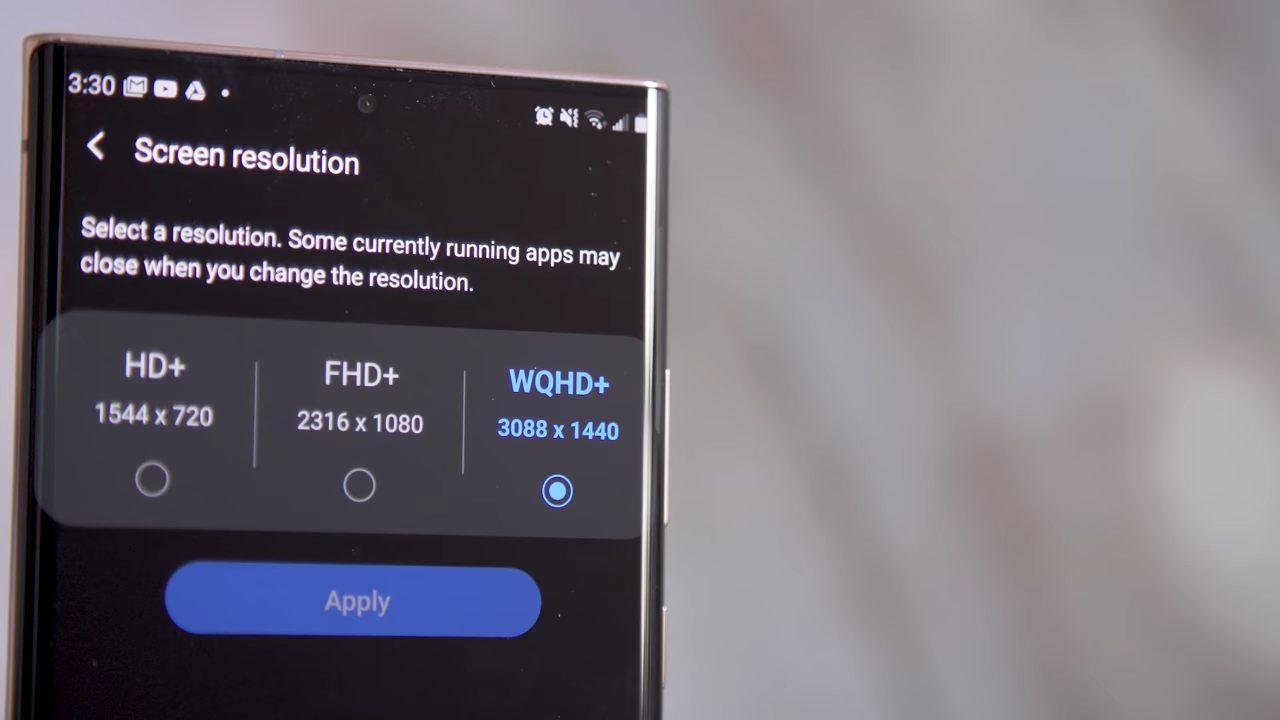 3:30
Screen resolution
Select a resolution. Some currently running apps may
close when you change the resolution.
HD+
1544 x 720
FHD+
2316 x 1080
WQHD+
3088 x 1440
Apply